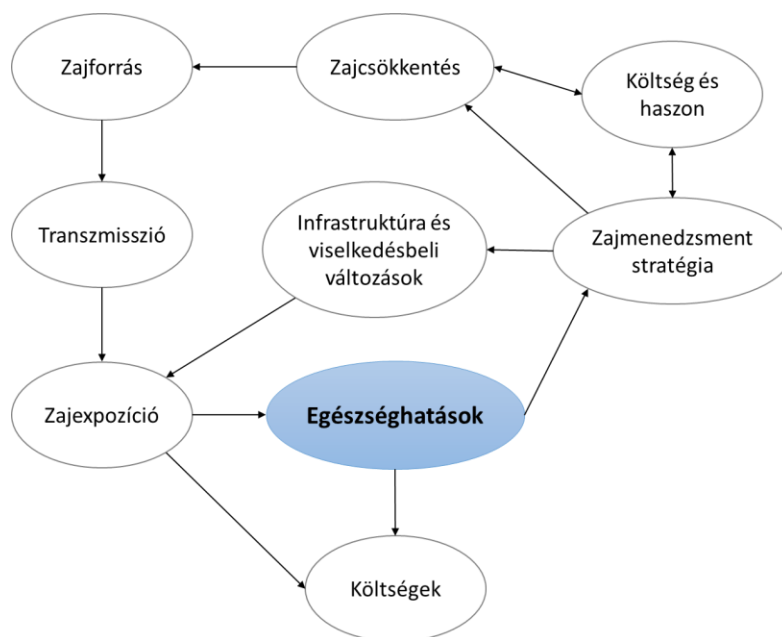 Zajforrás
Zajcsökkentés
Költség és
haszon
Transzmisszió
Infrastruktúra és
viselkedésbeli
változások
Zajmenedzsment
stratégia
Zajexpozíció
Egészséghatások
Költségek